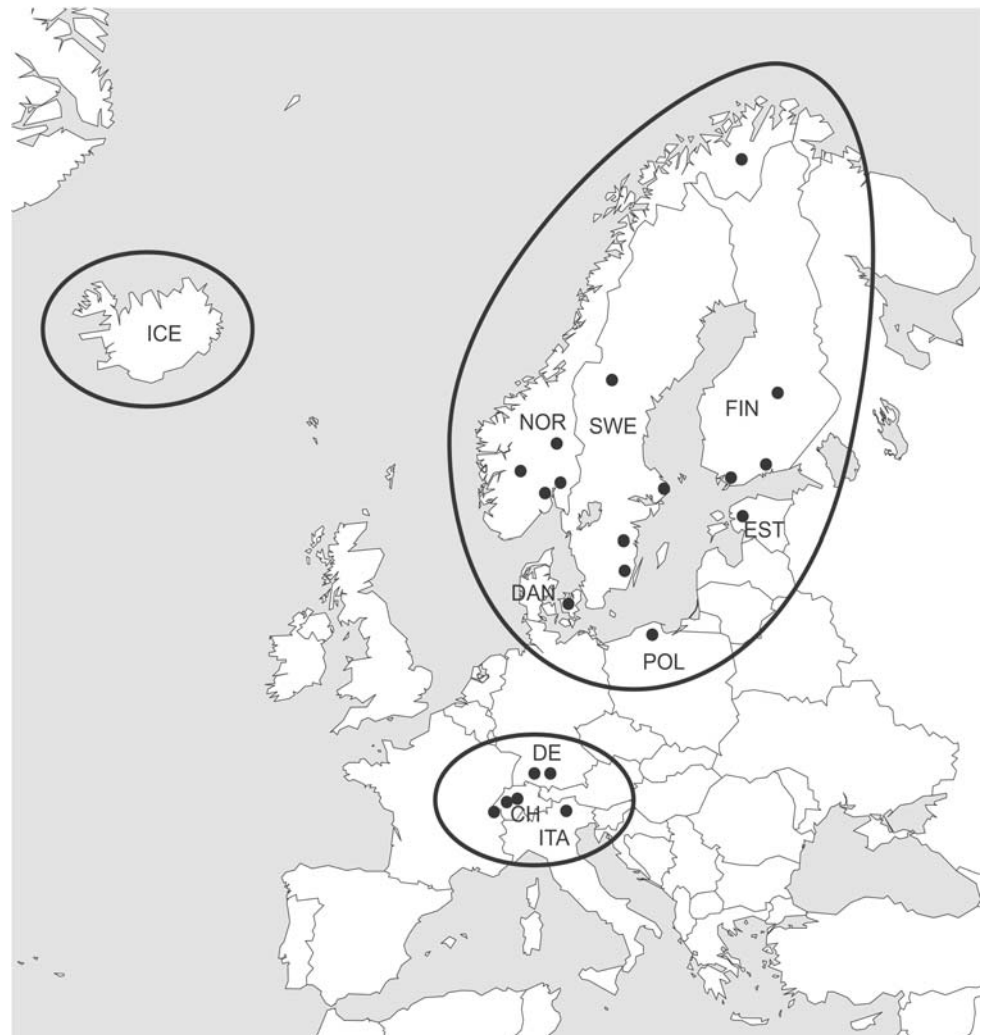 ICE
NOR
SWE
FIN
EST
DAN
POL
DE
CH
ITA